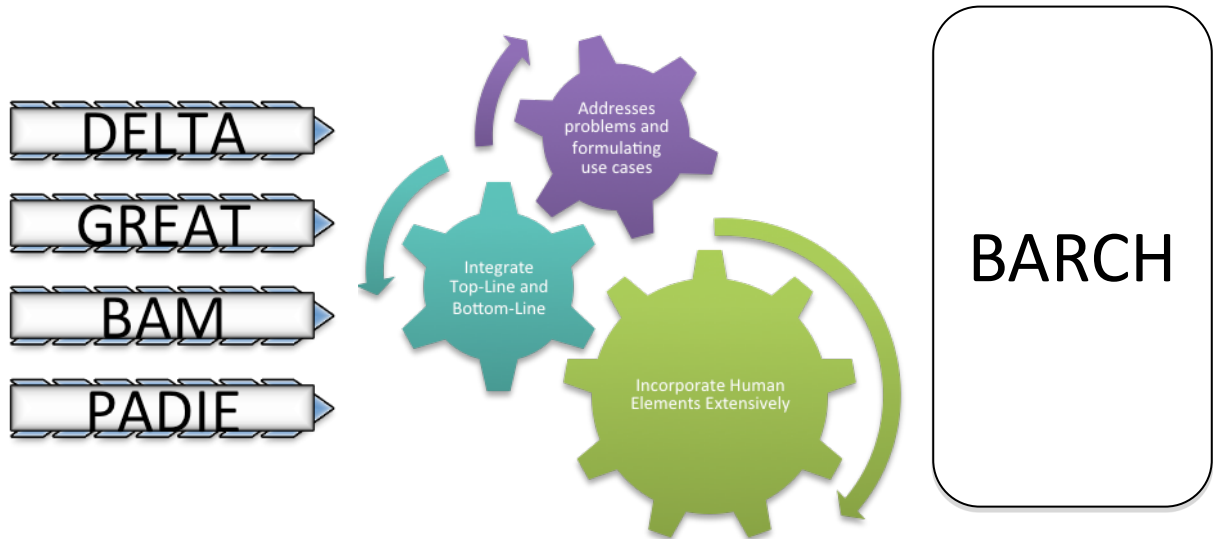 DELTA
GREAT
BAM
PADIE
Addresses
problems and
formulating
use cases
Integrate
Top-Line and
Bottom-Line
Incorporate Human
Elements Extensively
BARCH